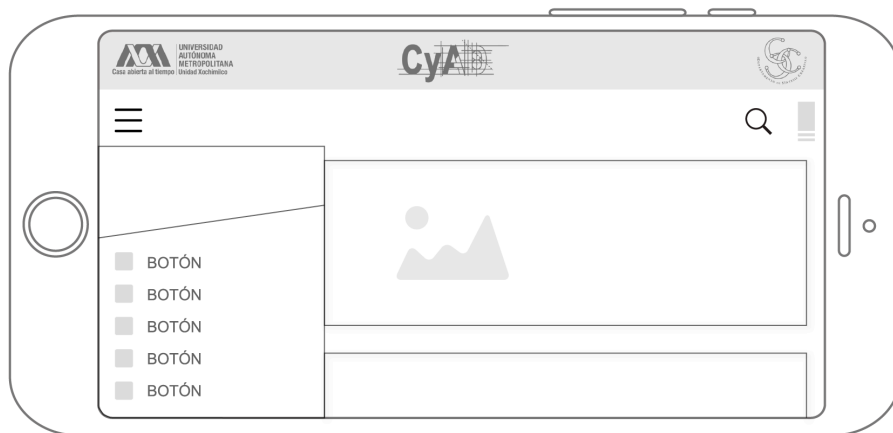 UNIVERSIDAD
AUTÓNOMA
METROPOLITANA
Casa abierta al tiempo Unidad Xochimilco
CyAD
BOTÓN
BOTÓN
BOTÓN
BOTÓN
BOTÓN